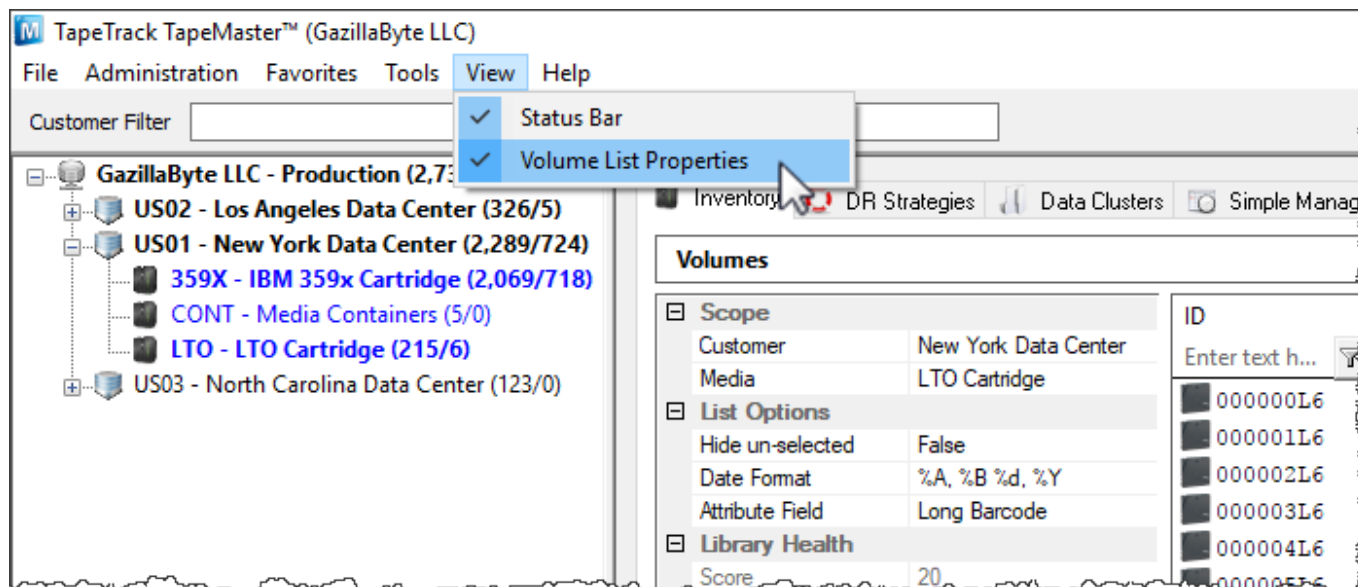 TapeTrack TapeMaster™ (GazillaByte LLC)
File Administration Favorites Tools View Help
Customer Filter
Status Bar
Volume List Properties
GazillaByte LLC - Production (2,73
US02 - Los Angeles Data Center (326/5)
US01 - New York Data Center (2,289/724)
359X - IBM 359x Cartridge (2,069/718)
CONT - Media Containers (5/0)
LTO - LTO Cartridge (215/6)
US03 - North Carolina Data Center (123/0)
Inventory DR Strategies Data Clusters Simple Manag
Volumes
Scope
Customer New York Data Center
Media LTO Cartridge
List Options
Hide un-selected False
Date Format %A, %B %d, %Y
Attribute Field Long Barcode
Library Health
Score 20
ID
Enter text h...
000000L6
000001L6
000002L6
000003L6
000004L6